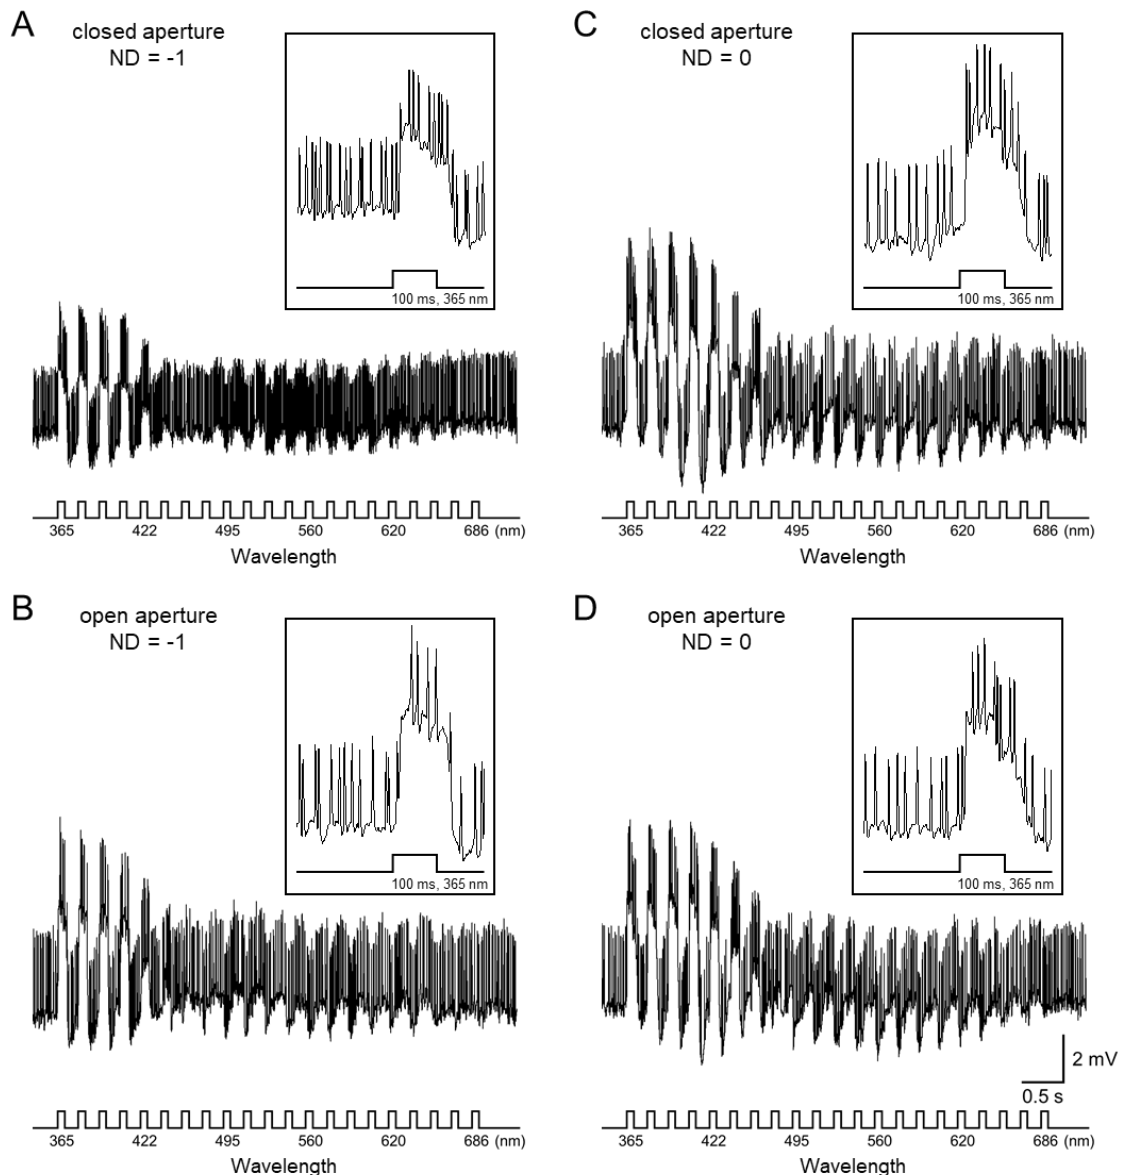 A
closed aperture
ND = -1
100 ms, 365 nm
365 422 495 560 620 686 (nm)
Wavelength
C
closed aperture
ND = 0
100 ms, 365 nm
365 422 495 560 620 686 (nm)
Wavelength
B
open aperture
ND = -1
100 ms, 365 nm
365 422 495 560 620 686 (nm)
Wavelength
D
open aperture
ND = 0
100 ms, 365 nm
2 mV
0.5 s
365 422 495 560 620 686 (nm)
Wavelength